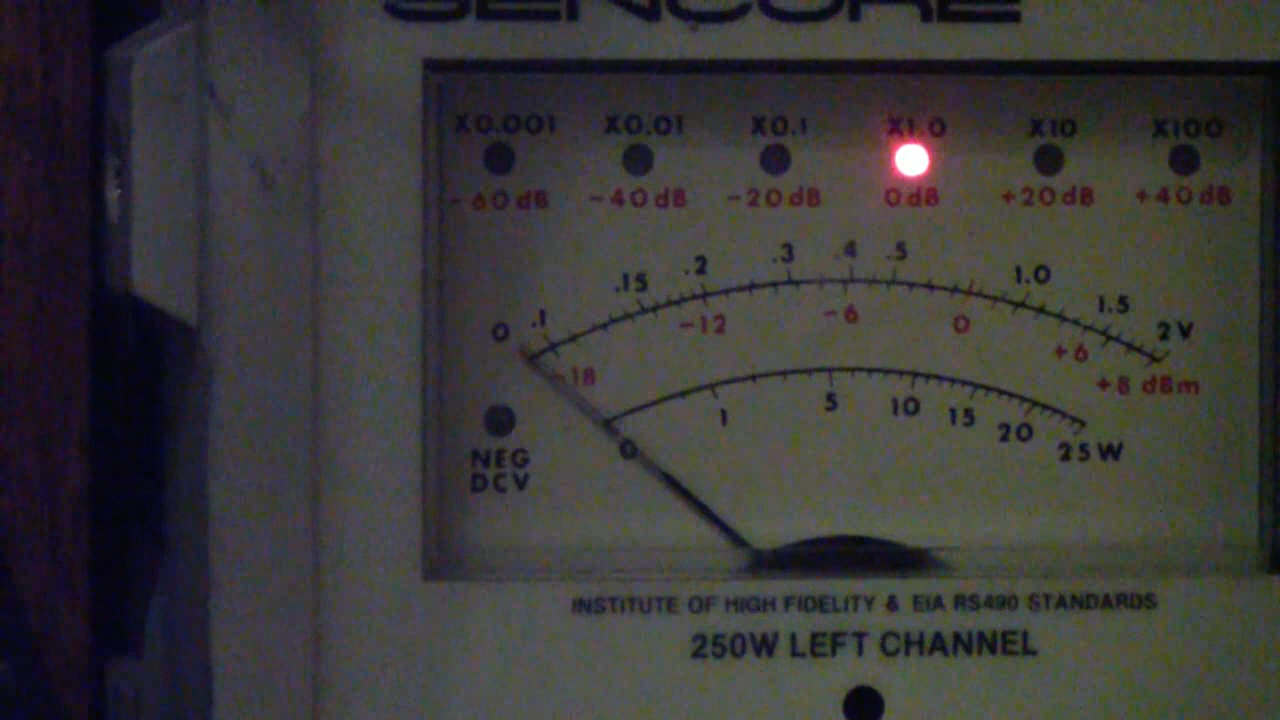 SENCORE
X0.001 X0.01 X0.1 X1.0 X10 X100
-60dB -40dB -20dB 0dB +20dB +40dB
0 .1 .15 .2 .3 .4 .5 1.0 1.5 2V
-18 -12 -6 0 +6 +8 dBm
0 1 5 10 15 20 25W
NEG
DCV
INSTITUTE OF HIGH FIDELITY & EIA RS490 STANDARDS
250W LEFT CHANNEL